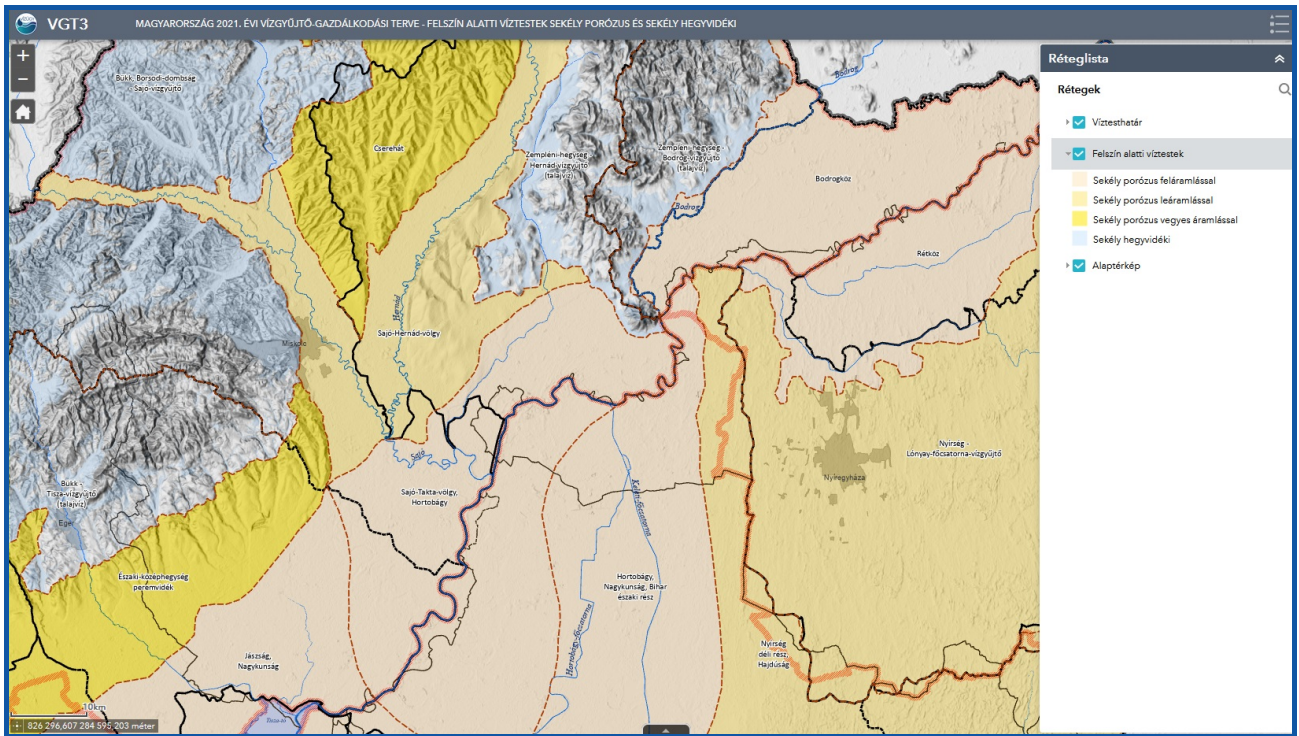 VGT3
MAGYARORSZÁG 2021. ÉVI VÍZGYŰJTŐ-GAZDÁLKODÁSI TERVE - FELSZÍN ALATTI VÍZTESTEK SEKÉLY PORÓZUS ÉS SEKÉLY HEGYVIDÉKI
Réteglista
Rétegek
Víztesthatár
Felszín alatti víztestek
Sekély porózus feláramlással
Sekély porózus leáramlással
Sekély porózus vegyes áramlással
Sekély hegyvidéki
Alaptérkép
Bükk, Borsodi-dombság
- Sajó-vízgyűjtő
Cserehát
Zempléni-hegység -
Hernád-vízgyűjtő
(talajvíz)
Zempléni-hegység -
Bodrog-vízgyűjtő
(talajvíz)
Bodrog
Bodrogköz
Bodrog
Rétköz
Hernád
Sajó-Hernád-völgy
Miskolc
Nyírség -
Lónyay-főcsatorna-vízgyűjtő
Nyíregyháza
Sajó
Sajó-Takta-völgy,
Hortobágy
Keleti-főcsatorna
Bükk -
Tisza-vízgyűjtő
(talajvíz)
Eger
Északi-középhegység
peremvidék
Hortobágy,
Nagykunság, Bihar
északi rész
Hortobágy-főcsatorna
Jászság,
Nagykunság
Nyírség
déli rész,
Hajdúság
Tisza-tó
10km
826 296,607 284 595,203 méter